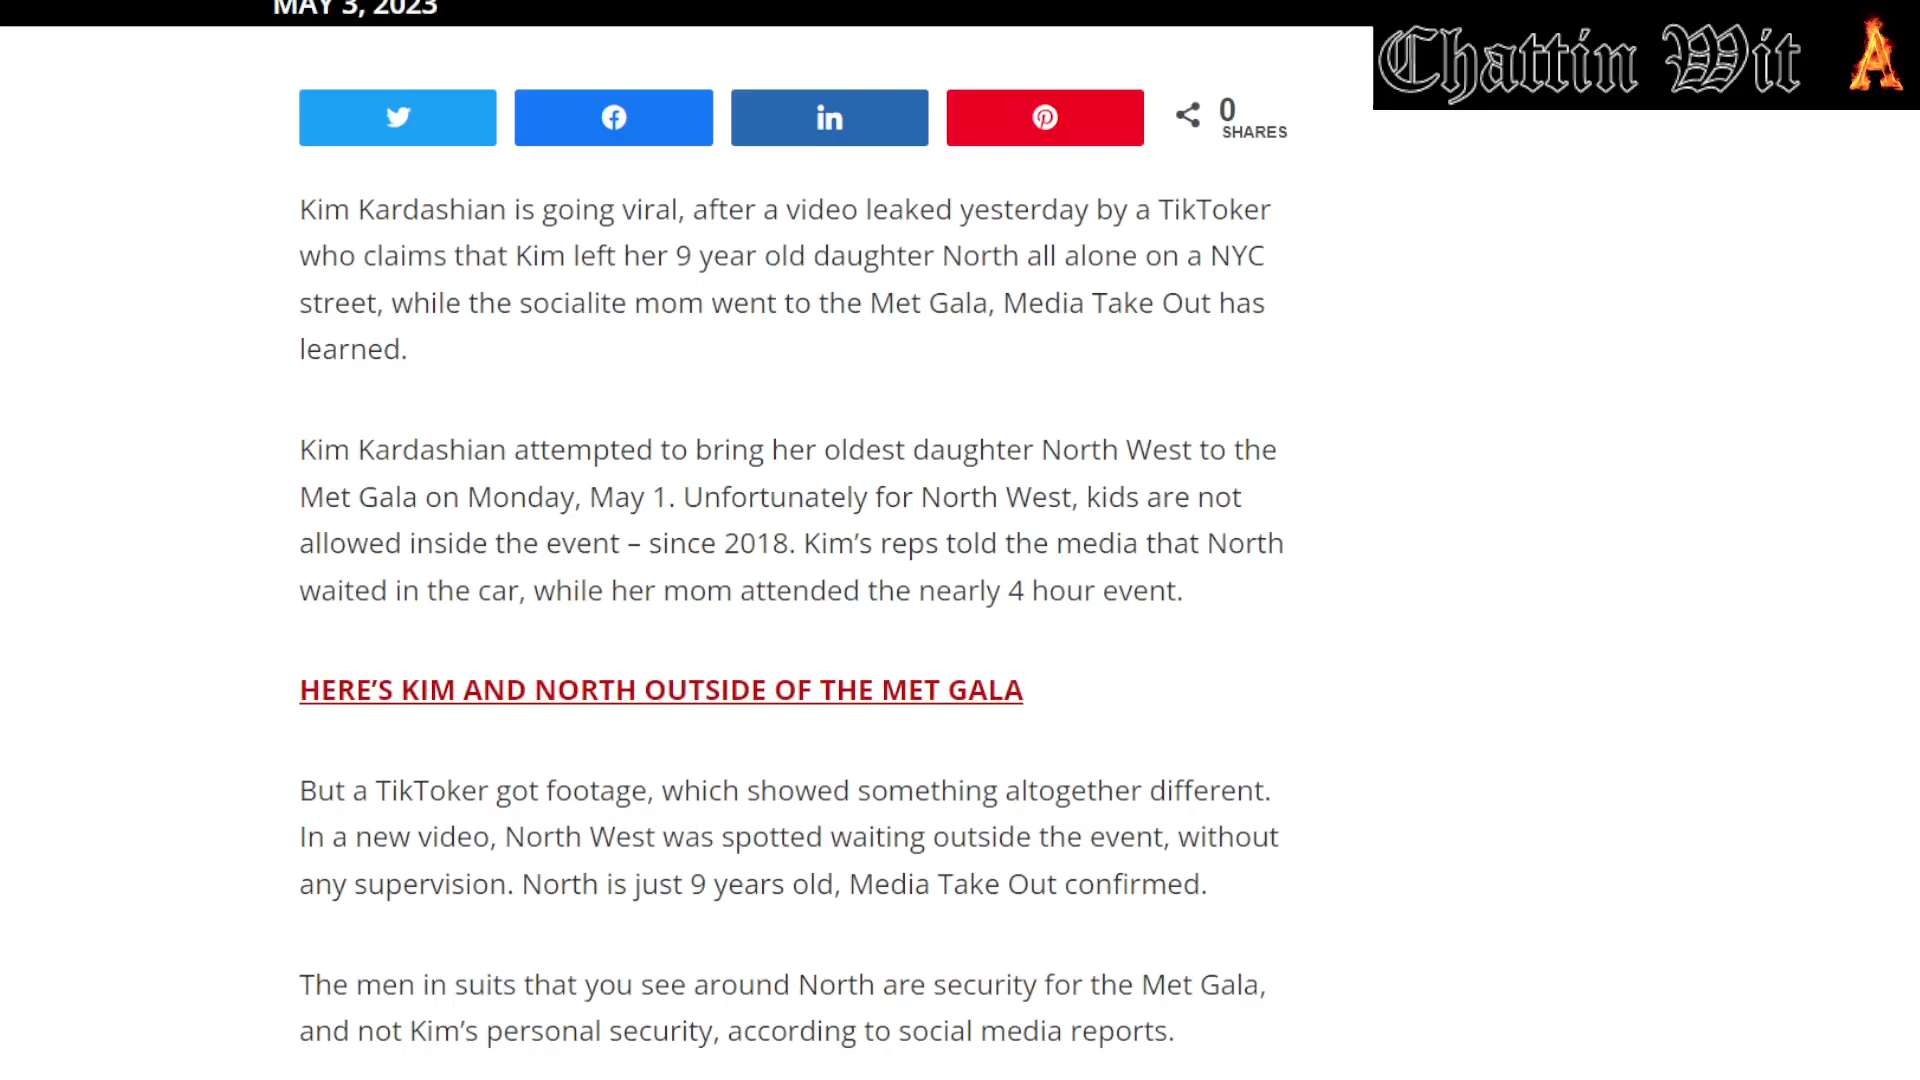 MAY 3, 2023
Chattin Wit A
0
SHARES
Kim Kardashian is going viral, after a video leaked yesterday by a TikToker
who claims that Kim left her 9 year old daughter North all alone on a NYC
street, while the socialite mom went to the Met Gala, Media Take Out has
learned.
Kim Kardashian attempted to bring her oldest daughter North West to the
Met Gala on Monday, May 1. Unfortunately for North West, kids are not
allowed inside the event – since 2018. Kim’s reps told the media that North
waited in the car, while her mom attended the nearly 4 hour event.
HERE’S KIM AND NORTH OUTSIDE OF THE MET GALA
But a TikToker got footage, which showed something altogether different.
In a new video, North West was spotted waiting outside the event, without
any supervision. North is just 9 years old, Media Take Out confirmed.
The men in suits that you see around North are security for the Met Gala,
and not Kim’s personal security, according to social media reports.